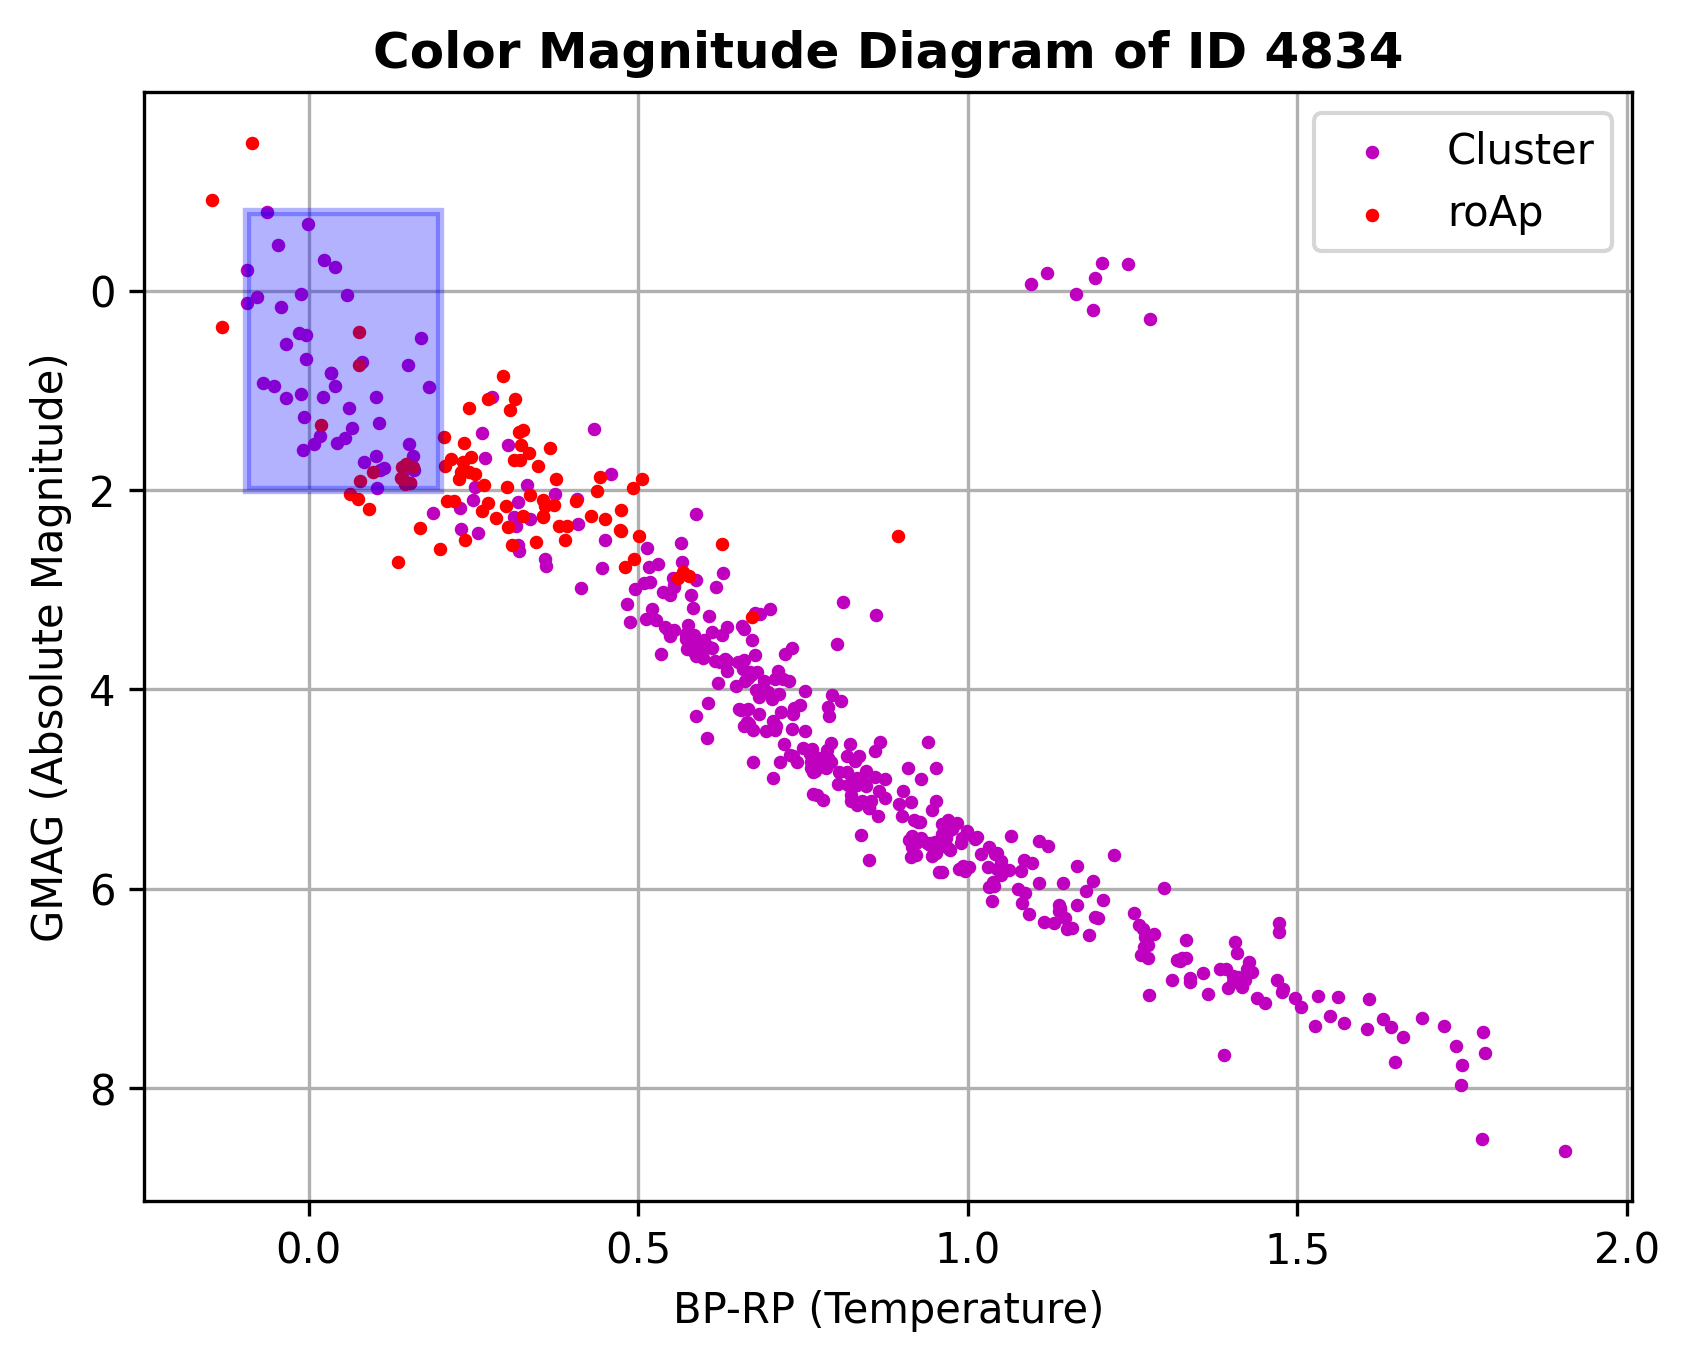 Color Magnitude Diagram of ID 4834
Cluster
roAp
GMAG (Absolute Magnitude)
0
2
4
6
8
0.0 0.5 1.0 1.5 2.0
BP-RP (Temperature)